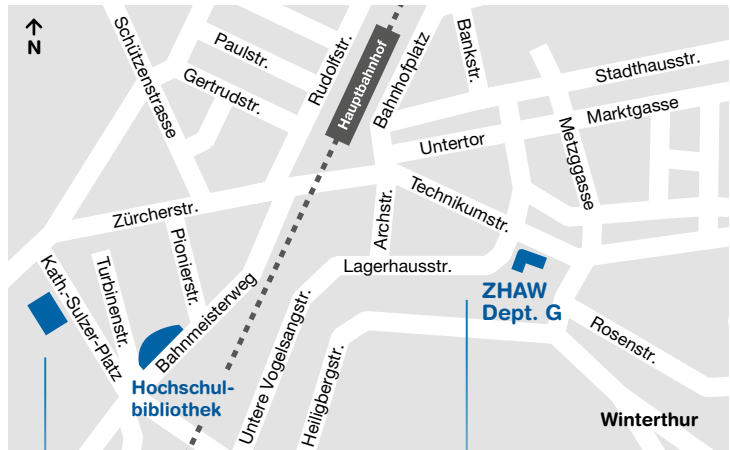 N
Schützenstrasse
Paulstr.
Gertrudstr.
Rudolfstr.
Hauptbahnhof
Bahnhofplatz
Bankstr.
Stadthausstr.
Marktgasse
Untertor
Metzggasse
Technikumstr.
Zürcherstr.
Archstr.
Pionierstr.
Lagerhausstr.
Kath.-Sulzer-Platz
Turbinenstr.
Bahnmeisterweg
ZHAW
Dept. G
Untere Vogelsangstr.
Heiligbergstr.
Rosenstr.
Hochschul-
bibliothek
Winterthur